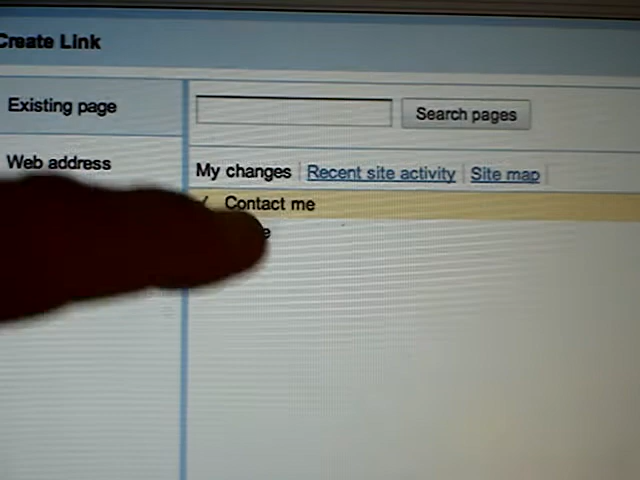 Create Link
Existing page
Search pages
Web address
My changes Recent site activity Site map
Contact me